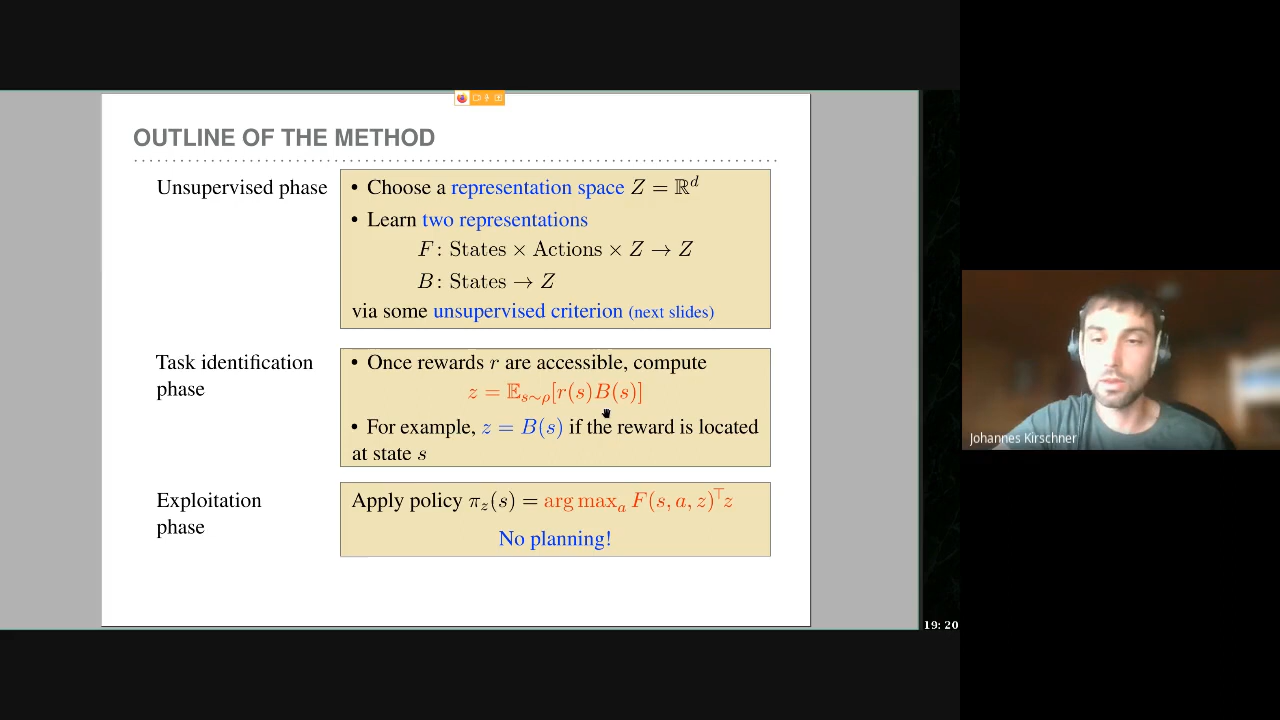 OUTLINE OF THE METHOD
Unsupervised phase
• Choose a representation space Z = ℝ^d
• Learn two representations
F : States × Actions × Z → Z
B : States → Z
via some unsupervised criterion (next slides)
Task identification
phase
• Once rewards r are accessible, compute
z = 𝔼_{s∼ρ}[r(s)B(s)]
• For example, z = B(s) if the reward is located
at state s
Exploitation
phase
Apply policy π_z(s) = arg max_a F(s, a, z)^⊤ z
No planning!
Johannes Kirschner
19:20